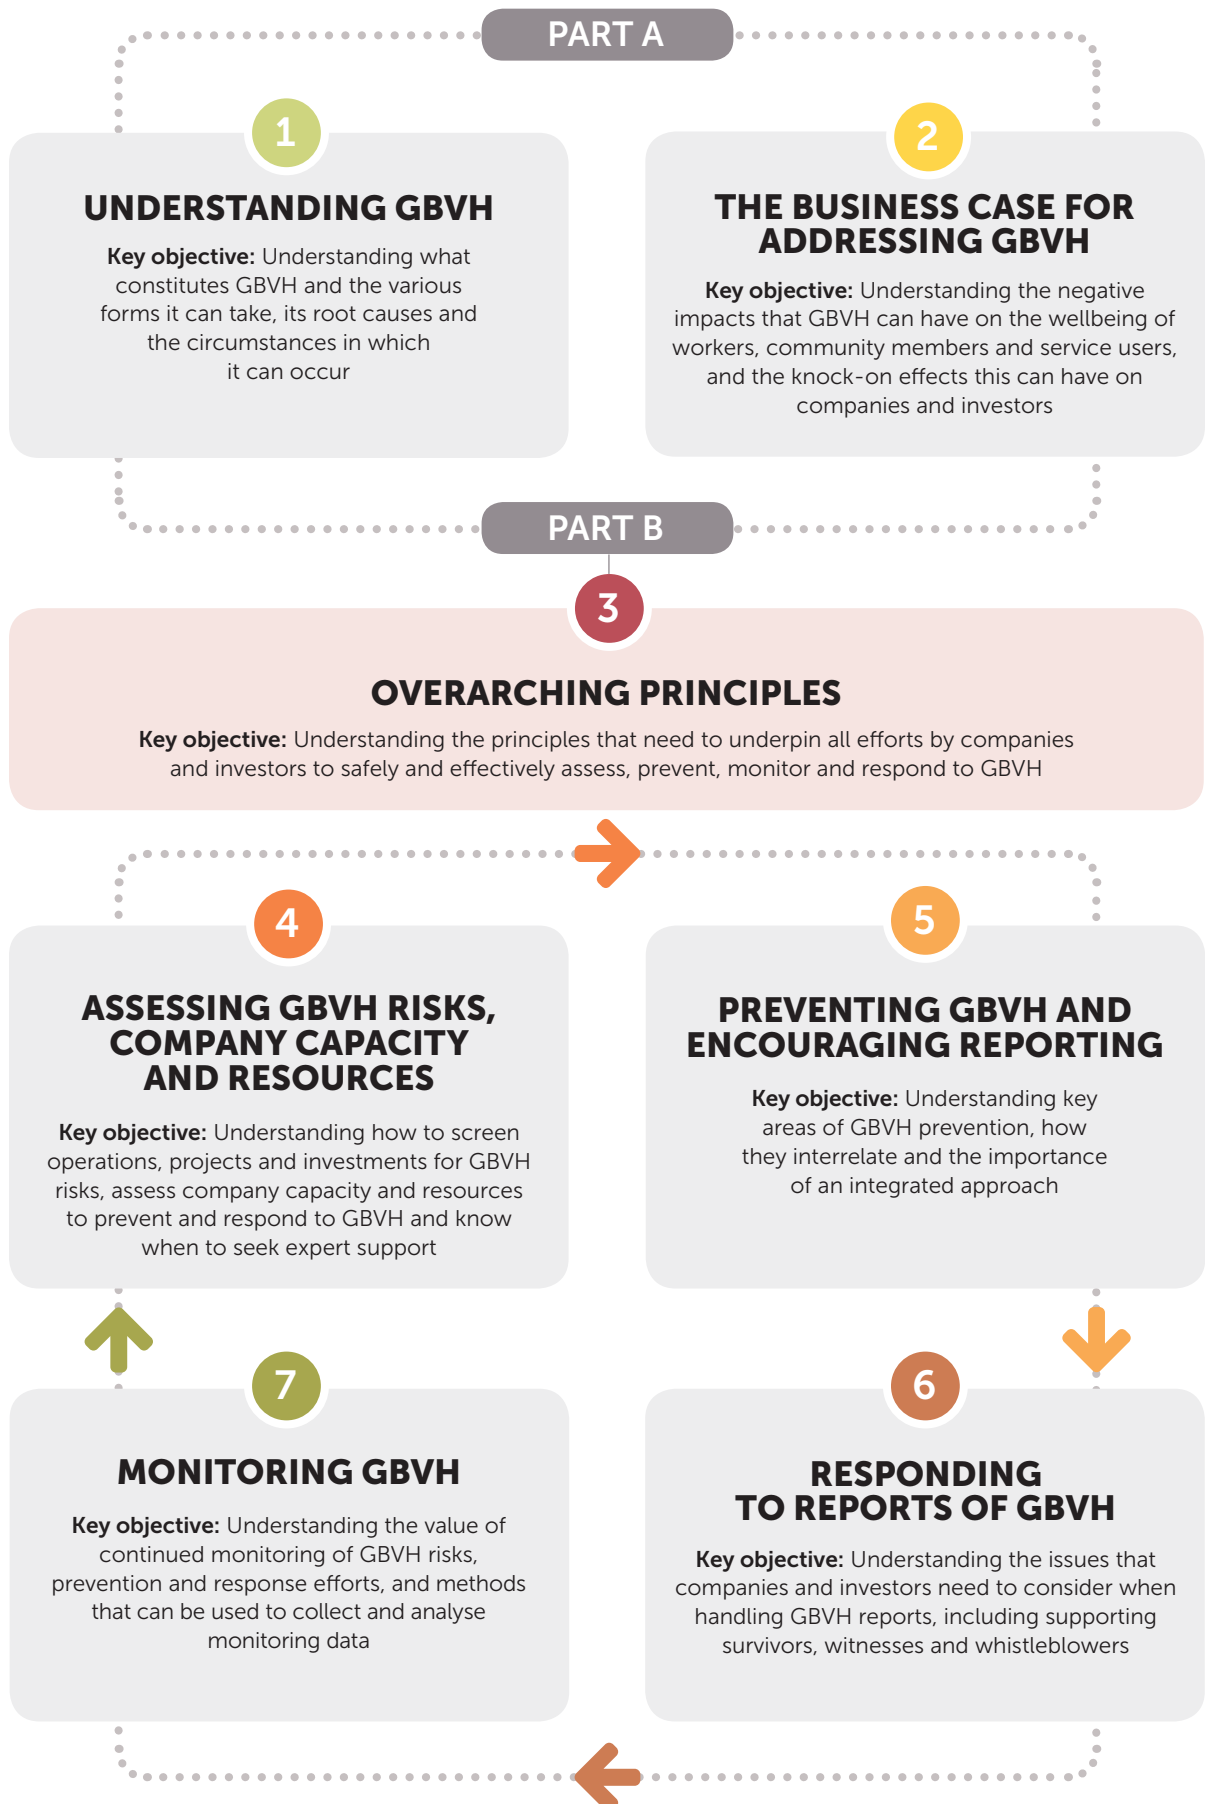 PART A
1
UNDERSTANDING GBVH
Key objective: Understanding what
constitutes GBVH and the various
forms it can take, its root causes and
the circumstances in which
it can occur
2
THE BUSINESS CASE FOR
ADDRESSING GBVH
Key objective: Understanding the negative
impacts that GBVH can have on the wellbeing of
workers, community members and service users,
and the knock-on effects this can have on
companies and investors
PART B
3
OVERARCHING PRINCIPLES
Key objective: Understanding the principles that need to underpin all efforts by companies
and investors to safely and effectively assess, prevent, monitor and respond to GBVH
4
ASSESSING GBVH RISKS,
COMPANY CAPACITY
AND RESOURCES
Key objective: Understanding how to screen
operations, projects and investments for GBVH
risks, assess company capacity and resources
to prevent and respond to GBVH and know
when to seek expert support
5
PREVENTING GBVH AND
ENCOURAGING REPORTING
Key objective: Understanding key
areas of GBVH prevention, how
they interrelate and the importance
of an integrated approach
7
MONITORING GBVH
Key objective: Understanding the value of
continued monitoring of GBVH risks,
prevention and response efforts, and methods
that can be used to collect and analyse
monitoring data
6
RESPONDING
TO REPORTS OF GBVH
Key objective: Understanding the issues that
companies and investors need to consider when
handling GBVH reports, including supporting
survivors, witnesses and whistleblowers